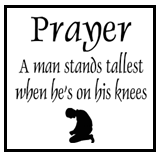 Prayer
A man stands tallest
when he's on his knees